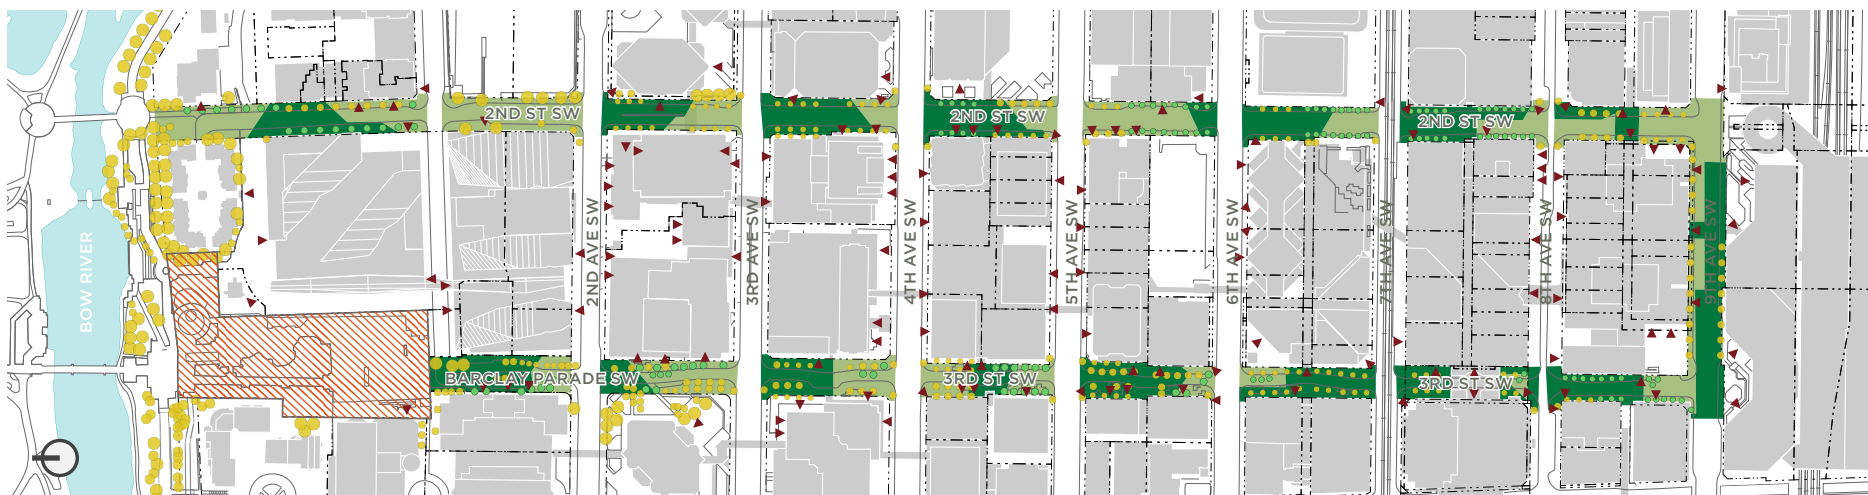 2ND ST SW
2ND ST SW
2ND ST SW
BOW RIVER
2ND AVE SW
3RD AVE SW
4TH AVE SW
5TH AVE SW
6TH AVE SW
7TH AVE SW
8TH AVE SW
9TH AVE SW
BARCLAY PARADE SW
3RD ST SW
3RD ST SW